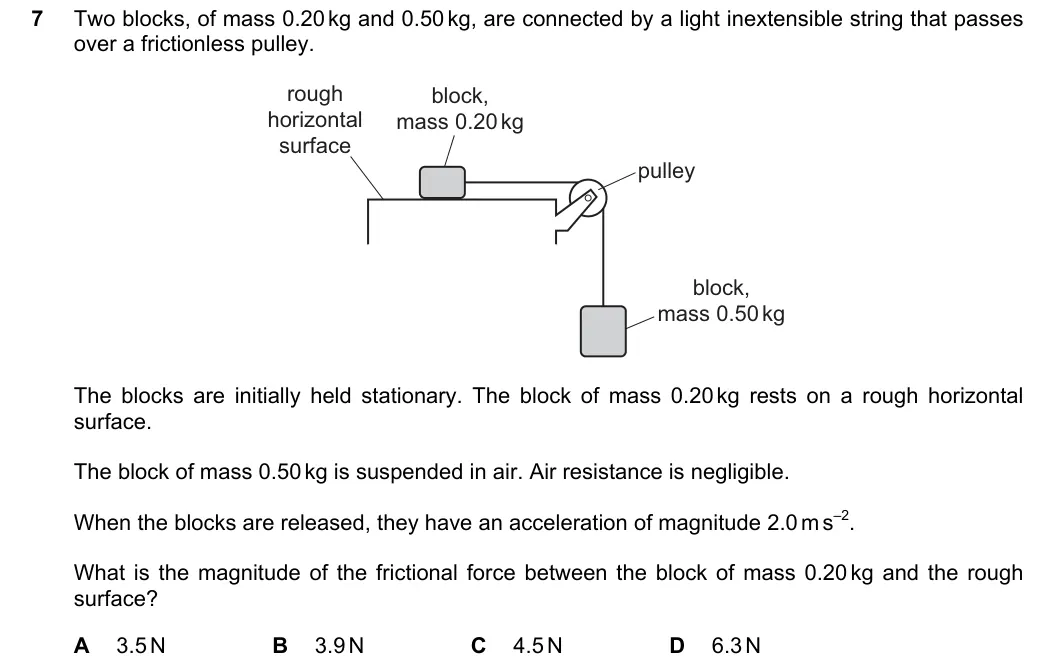 7 Two blocks, of mass 0.20 kg and 0.50 kg, are connected by a light inextensible string that passes
over a frictionless pulley.
rough
horizontal
surface
block,
mass 0.20 kg
pulley
block,
mass 0.50 kg
The blocks are initially held stationary. The block of mass 0.20 kg rests on a rough horizontal
surface.
The block of mass 0.50 kg is suspended in air. Air resistance is negligible.
When the blocks are released, they have an acceleration of magnitude 2.0 m s⁻².
What is the magnitude of the frictional force between the block of mass 0.20 kg and the rough
surface?
A 3.5 N B 3.9 N C 4.5 N D 6.3 N